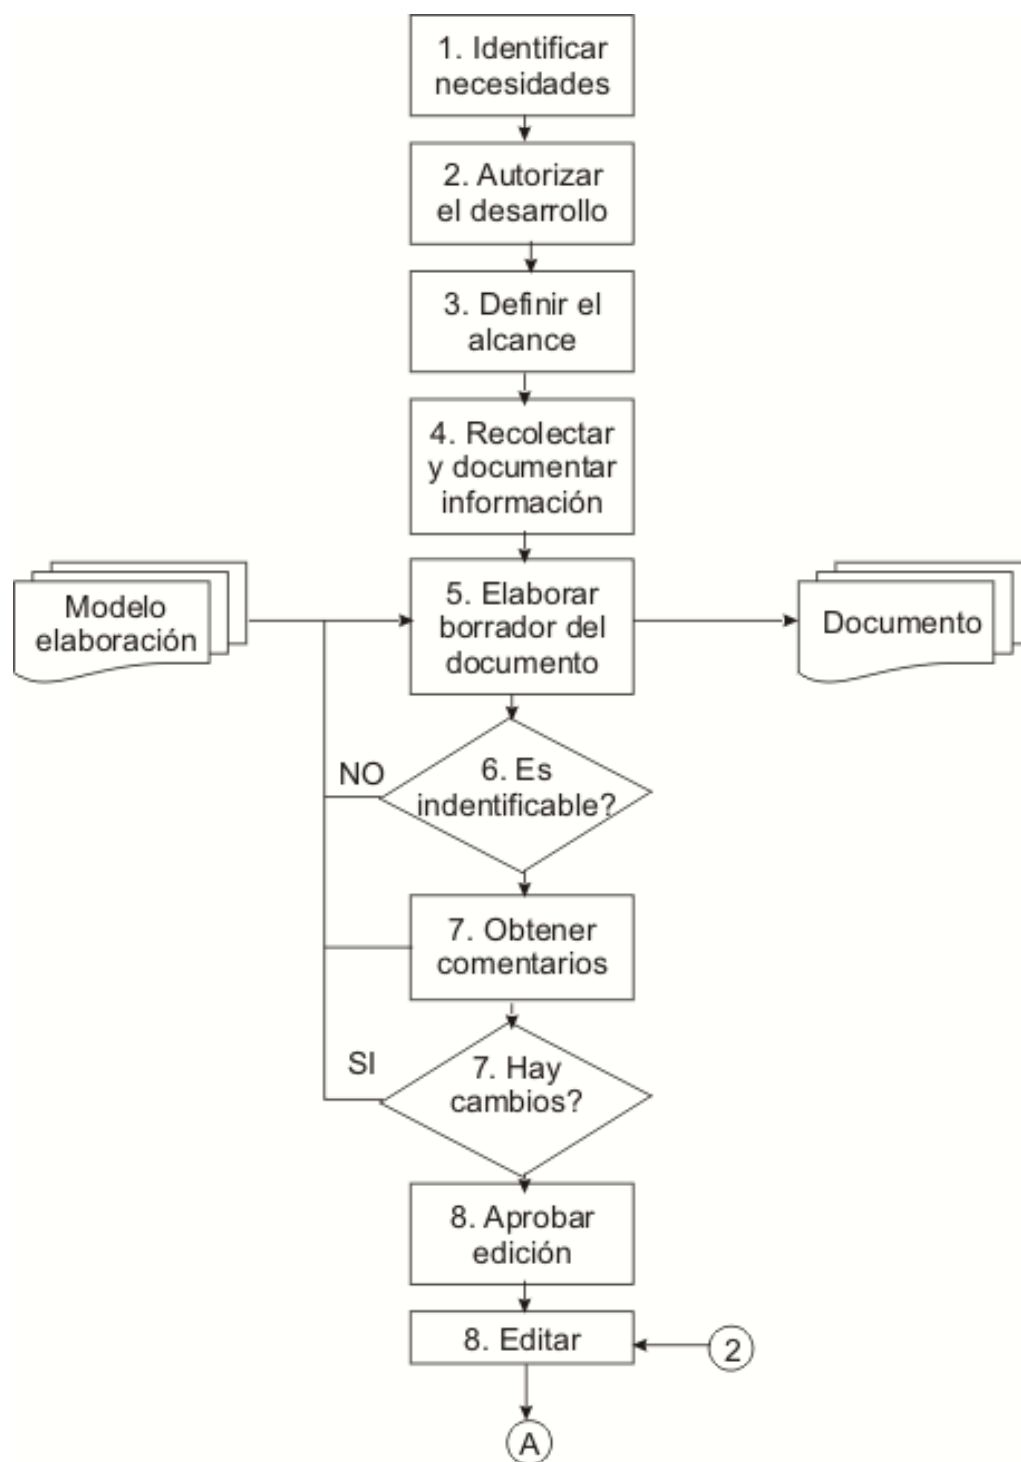 1. Identificar
necesidades
2. Autorizar
el desarrollo
3. Definir el
alcance
4. Recolectar
y documentar
información
Modelo
elaboración
5. Elaborar
borrador del
documento
Documento
NO
6. Es
indentificable?
7. Obtener
comentarios
SI
7. Hay
cambios?
8. Aprobar
edición
8. Editar
2
A